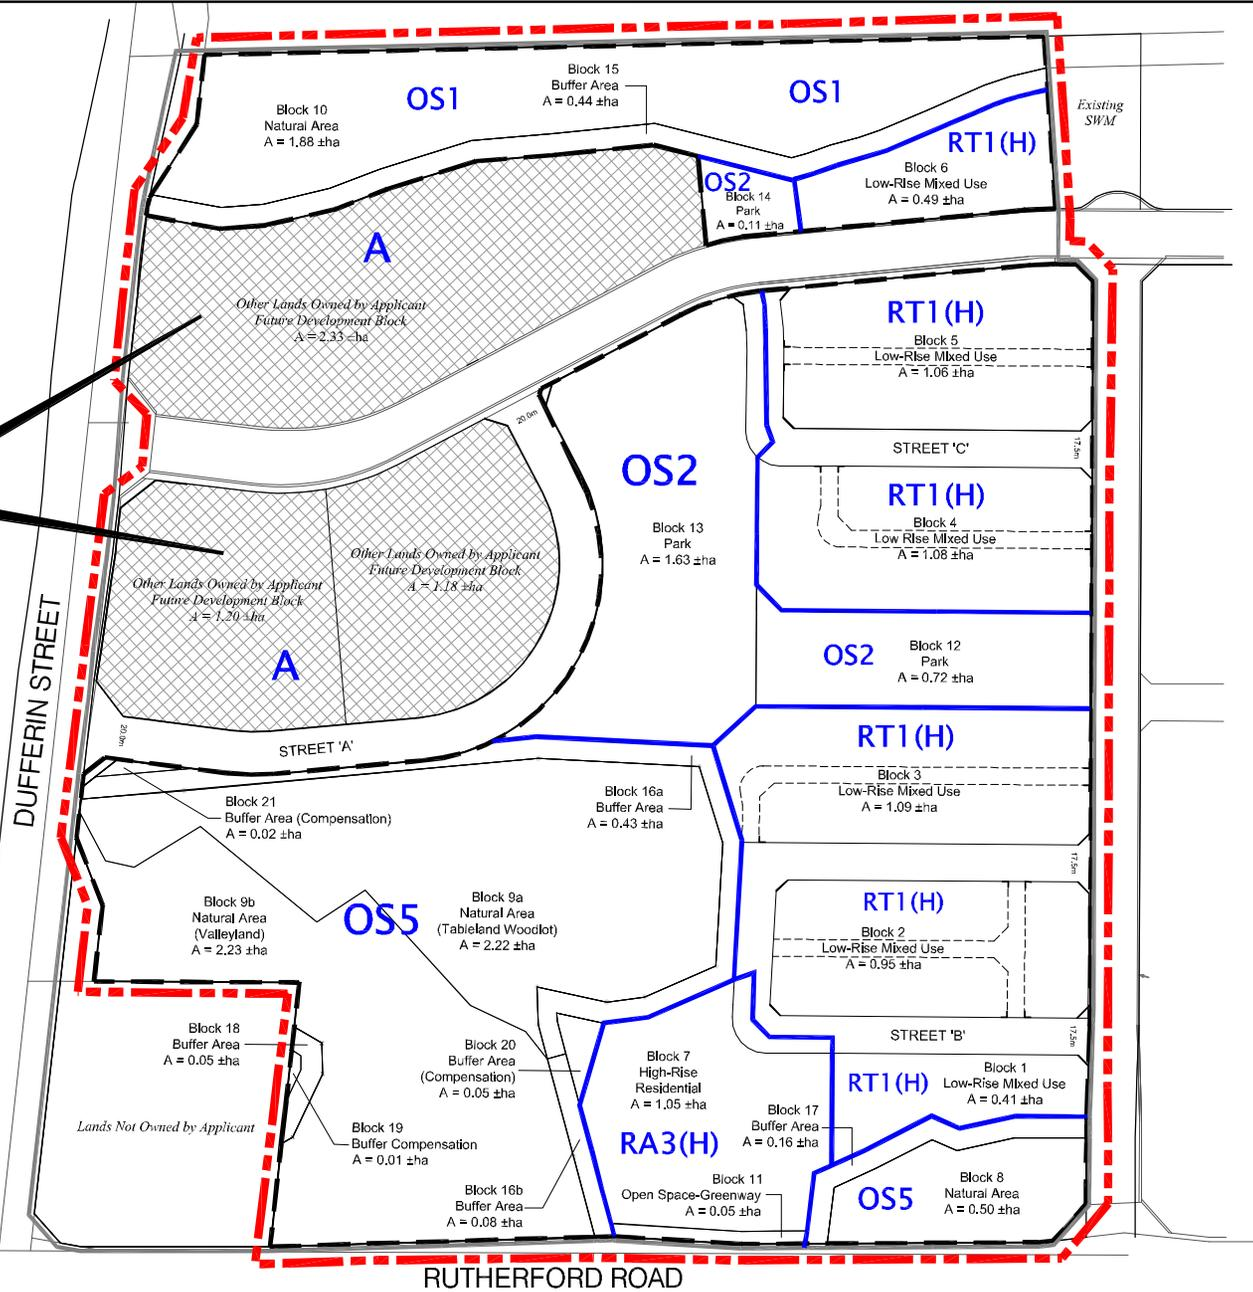 Block 15
Buffer Area
A = 0.44 ±ha
OS1
OS1
Block 10
Natural Area
A = 1.88 ±ha
Existing
SWM
RT1(H)
Block 6
Low-Rise Mixed Use
A = 0.49 ±ha
OS2
Block 14
Park
A = 0.11 ±ha
A
Other Lands Owned by Applicant
Future Development Block
A = 2.33 ±ha
RT1(H)
Block 5
Low-Rise Mixed Use
A = 1.06 ±ha
20.0m
STREET 'C'
17.5m
OS2
Block 13
Park
A = 1.63 ±ha
RT1(H)
Block 4
Low Rise Mixed Use
A = 1.08 ±ha
Other Lands Owned by Applicant
Future Development Block
A = 1.18 ±ha
Other Lands Owned by Applicant
Future Development Block
A = 1.20 ±ha
A
OS2
Block 12
Park
A = 0.72 ±ha
DUFFERIN STREET
20.0m
STREET 'A'
RT1(H)
Block 3
Low-Rise Mixed Use
A = 1.09 ±ha
Block 16a
Buffer Area
A = 0.43 ±ha
Block 21
Buffer Area (Compensation)
A = 0.02 ±ha
17.5m
Block 9b
Natural Area
(Valleyland)
A = 2.23 ±ha
OS5
Block 9a
Natural Area
(Tableland Woodlot)
A = 2.22 ±ha
RT1(H)
Block 2
Low-Rise Mixed Use
A = 0.95 ±ha
STREET 'B'
17.5m
Block 18
Buffer Area
A = 0.05 ±ha
Block 20
Buffer Area
(Compensation)
A = 0.05 ±ha
Block 7
High-Rise
Residential
A = 1.05 ±ha
RT1(H)
Block 1
Low-Rise Mixed Use
A = 0.41 ±ha
Lands Not Owned by Applicant
Block 19
Buffer Compensation
A = 0.01 ±ha
RA3(H)
Block 17
Buffer Area
A = 0.16 ±ha
Block 16b
Buffer Area
A = 0.08 ±ha
Block 11
Open Space-Greenway
A = 0.05 ±ha
OS5
Block 8
Natural Area
A = 0.50 ±ha
RUTHERFORD ROAD